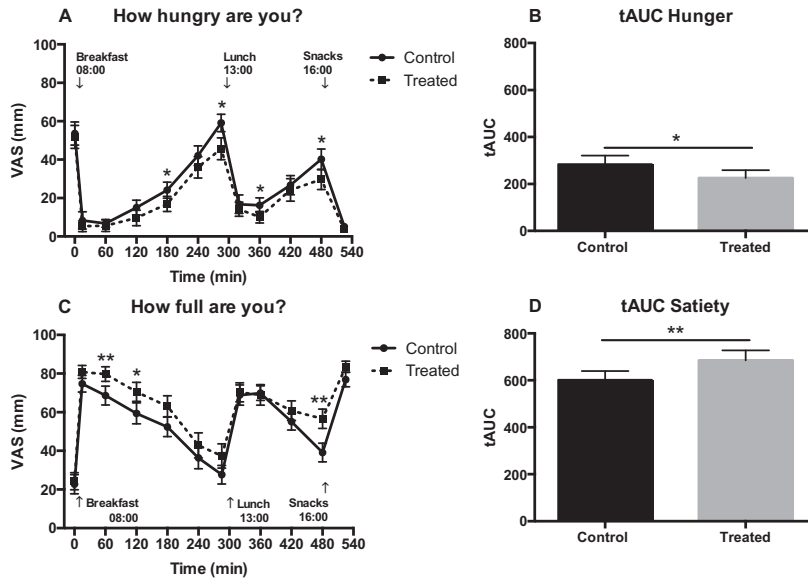 A How hungry are you?
100
80
60
40
20
0
VAS (mm)
Breakfast
08:00
↓
Lunch
13:00
↓
Snacks
16:00
↓
Control
Treated
*
*
*
*
0 60 120 180 240 300 360 420 480 540
Time (min)
B tAUC Hunger
800
600
400
200
0
tAUC
*
Control Treated
C How full are you?
100
80
60
40
20
0
VAS (mm)
Control
Treated
**
*
**
↑ Breakfast
08:00
↑ Lunch
13:00
Snacks ↑
16:00
0 60 120 180 240 300 360 420 480 540
Time (min)
D tAUC Satiety
800
600
400
200
0
tAUC
**
Control Treated